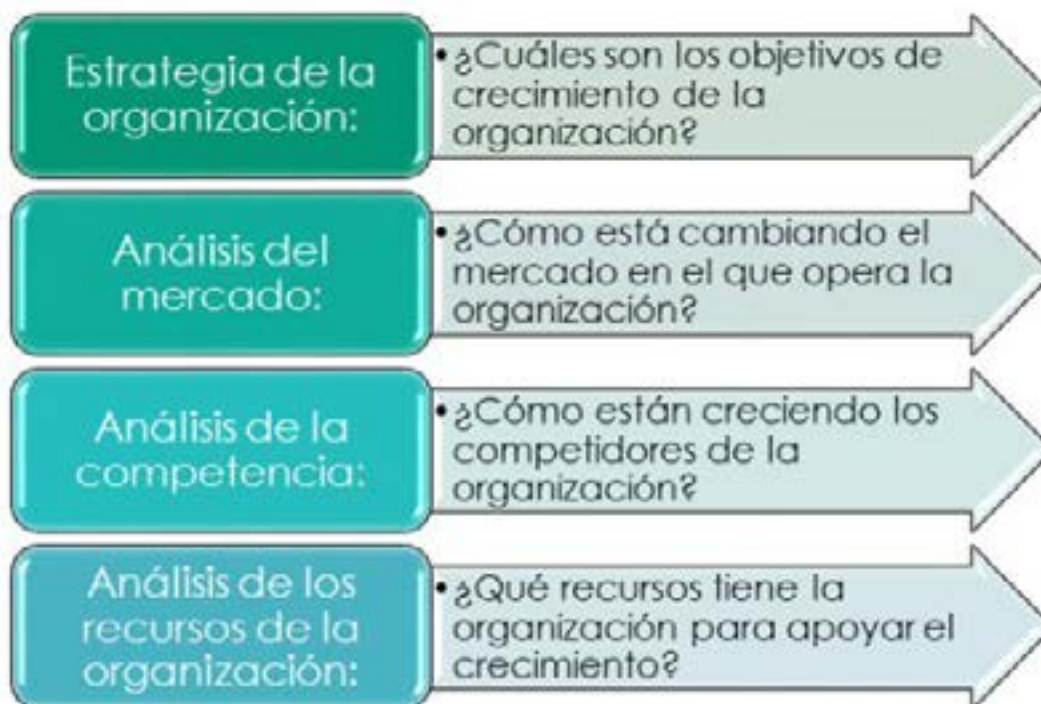 Estrategia de la
organización:
• ¿Cuáles son los objetivos de
crecimiento de la
organización?
Análisis del
mercado:
• ¿Cómo está cambiando el
mercado en el que opera la
organización?
Análisis de la
competencia:
• ¿Cómo están creciendo los
competidores de la
organización?
Análisis de los
recursos de la
organización:
• ¿Qué recursos tiene la
organización para apoyar el
crecimiento?